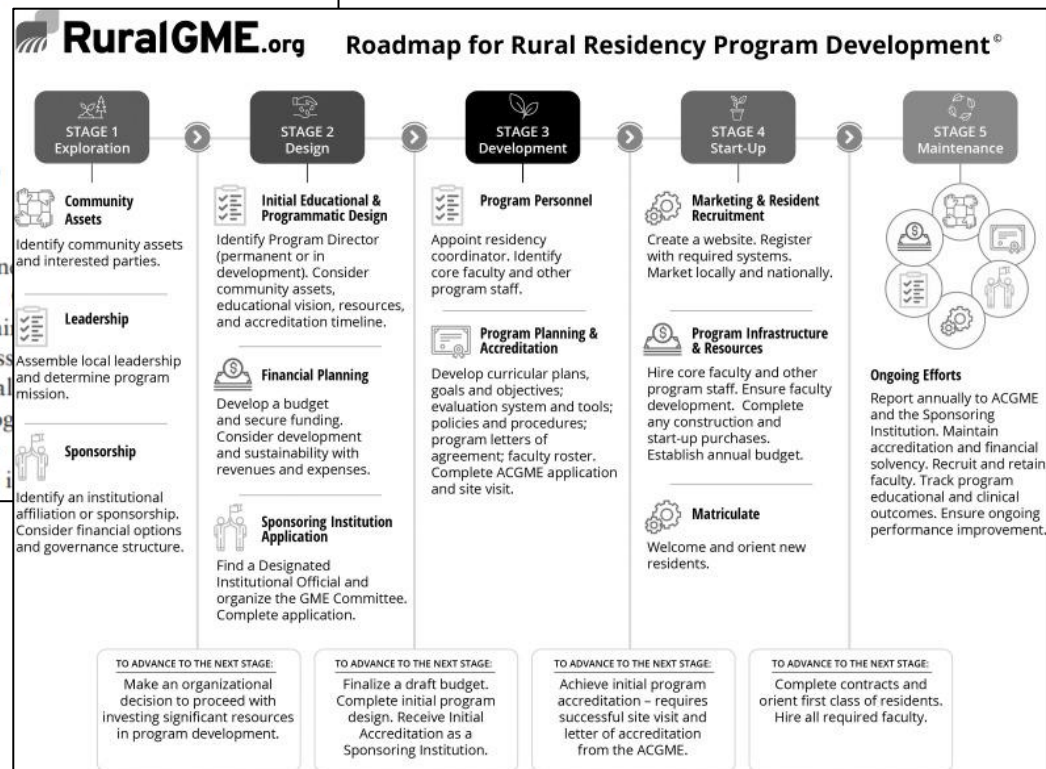 RuralGME.org
Roadmap for Rural Residency Program Development©
STAGE 1
Exploration
Community
Assets
Identify community assets
and interested parties.
Leadership
Assemble local leadership
and determine program
mission.
Sponsorship
Identify an institutional
affiliation or sponsorship.
Consider financial options
and governance structure.
STAGE 2
Design
Initial Educational &
Programmatic Design
Identify Program Director
(permanent or in
development). Consider
community assets,
educational vision, resources,
and accreditation timeline.
Financial Planning
Develop a budget
and secure funding.
Consider development
and sustainability with
revenues and expenses.
Sponsoring Institution
Application
Find a Designated
Institutional Official and
organize the GME Committee.
Complete application.
STAGE 3
Development
Program Personnel
Appoint residency
coordinator. Identify
core faculty and other
program staff.
Program Planning &
Accreditation
Develop curricular plans,
goals and objectives;
evaluation system and tools;
policies and procedures;
program letters of
agreement; faculty roster.
Complete ACGME application
and site visit.
STAGE 4
Start-Up
Marketing & Resident
Recruitment
Create a website. Register
with required systems.
Market locally and nationally.
Program Infrastructure
& Resources
Hire core faculty and other
program staff. Ensure faculty
development. Complete
any construction and
start-up purchases.
Establish annual budget.
Matriculate
Welcome and orient new
residents.
STAGE 5
Maintenance
Ongoing Efforts
Report annually to ACGME
and the Sponsoring
Institution. Maintain
accreditation and financial
solvency. Recruit and retain
faculty. Track program
educational and clinical
outcomes. Ensure ongoing
performance improvement.
TO ADVANCE TO THE NEXT STAGE:
Make an organizational
decision to proceed with
investing significant resources
in program development.
TO ADVANCE TO THE NEXT STAGE:
Finalize a draft budget.
Complete initial program
design. Receive Initial
Accreditation as a
Sponsoring Institution.
TO ADVANCE TO THE NEXT STAGE:
Achieve initial program
accreditation – requires
successful site visit and
letter of accreditation
from the ACGME.
TO ADVANCE TO THE NEXT STAGE:
Complete contracts and
orient first class of residents.
Hire all required faculty.